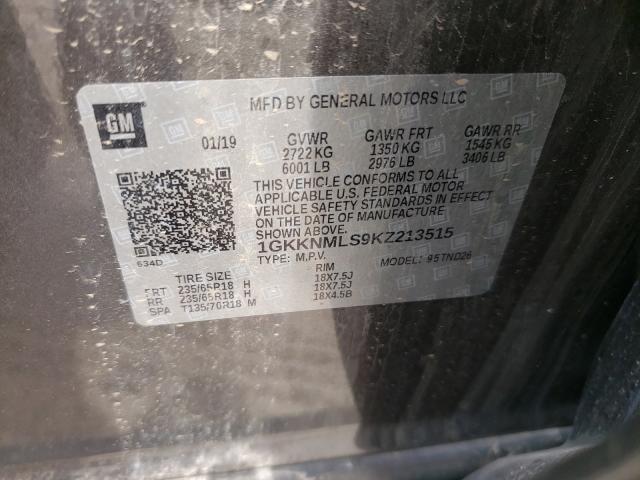 MFD BY GENERAL MOTORS LLC
GM
01/19 GVWR GAWR FRT GAWR RR
2722 KG 1350 KG 1545 KG
6001 LB 2976 LB 3406 LB
THIS VEHICLE CONFORMS TO ALL
APPLICABLE U.S. FEDERAL MOTOR
VEHICLE SAFETY STANDARDS IN EFFECT
ON THE DATE OF MANUFACTURE
SHOWN ABOVE.
1GKKNMLS9KZ213515
634D TYPE: M.P.V. MODEL: 95TND26
TIRE SIZE RIM
FRT 235/65R18 H 18X7.5J
RR 235/65R18 H 18X7.5J
SPA T135/70R18 M 18X4.5B